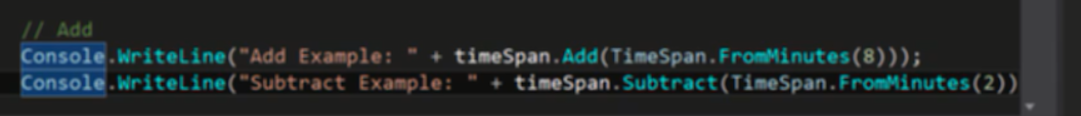 // Add
Console.WriteLine("Add Example: " + timeSpan.Add(TimeSpan.FromMinutes(8)));
Console.WriteLine("Subtract Example: " + timeSpan.Subtract(TimeSpan.FromMinutes(2))